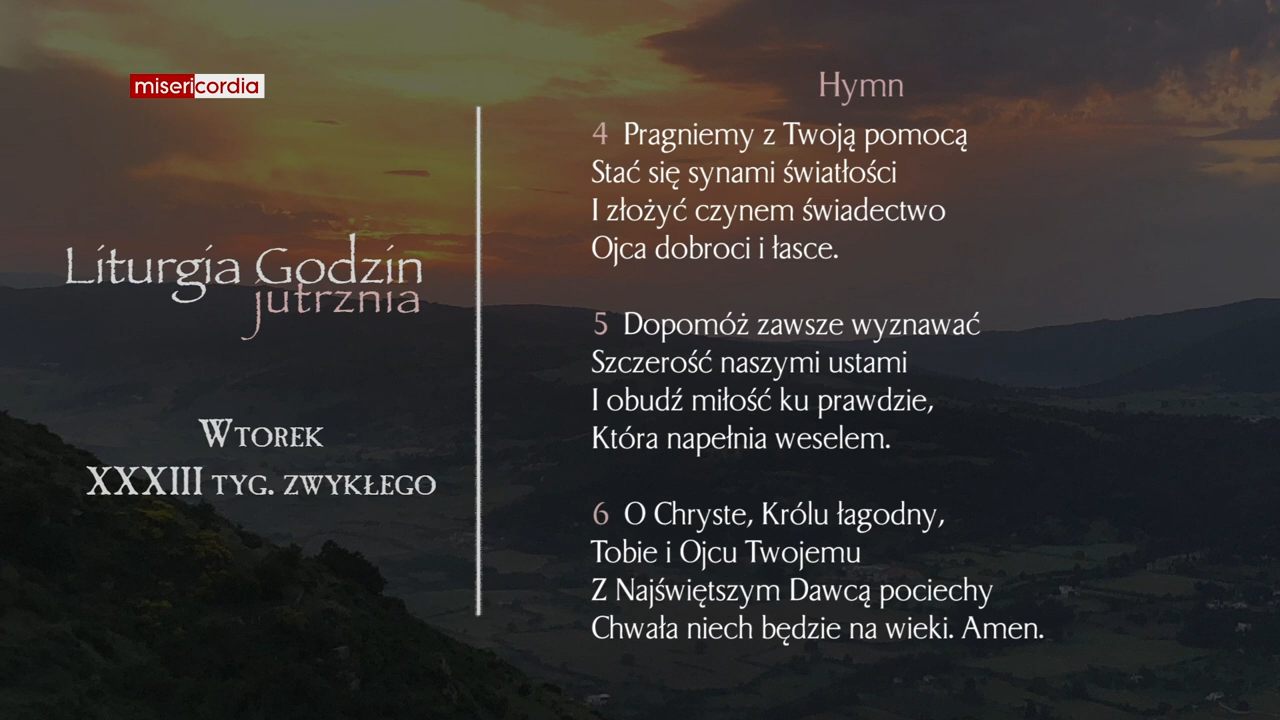 misericordia
Liturgia Godzin
jutrznia
Wtorek
XXXIII tyg. zwykłego
Hymn
4 Pragniemy z Twoją pomocą
Stać się synami światłości
I złożyć czynem świadectwo
Ojca dobroci i łasce.
5 Dopomóż zawsze wyznawać
Szczerość naszymi ustami
I obudź miłość ku prawdzie,
Która napełnia weselem.
6 O Chryste, Królu łagodny,
Tobie i Ojcu Twojemu
Z Najświętszym Dawcą pociechy
Chwała niech będzie na wieki. Amen.